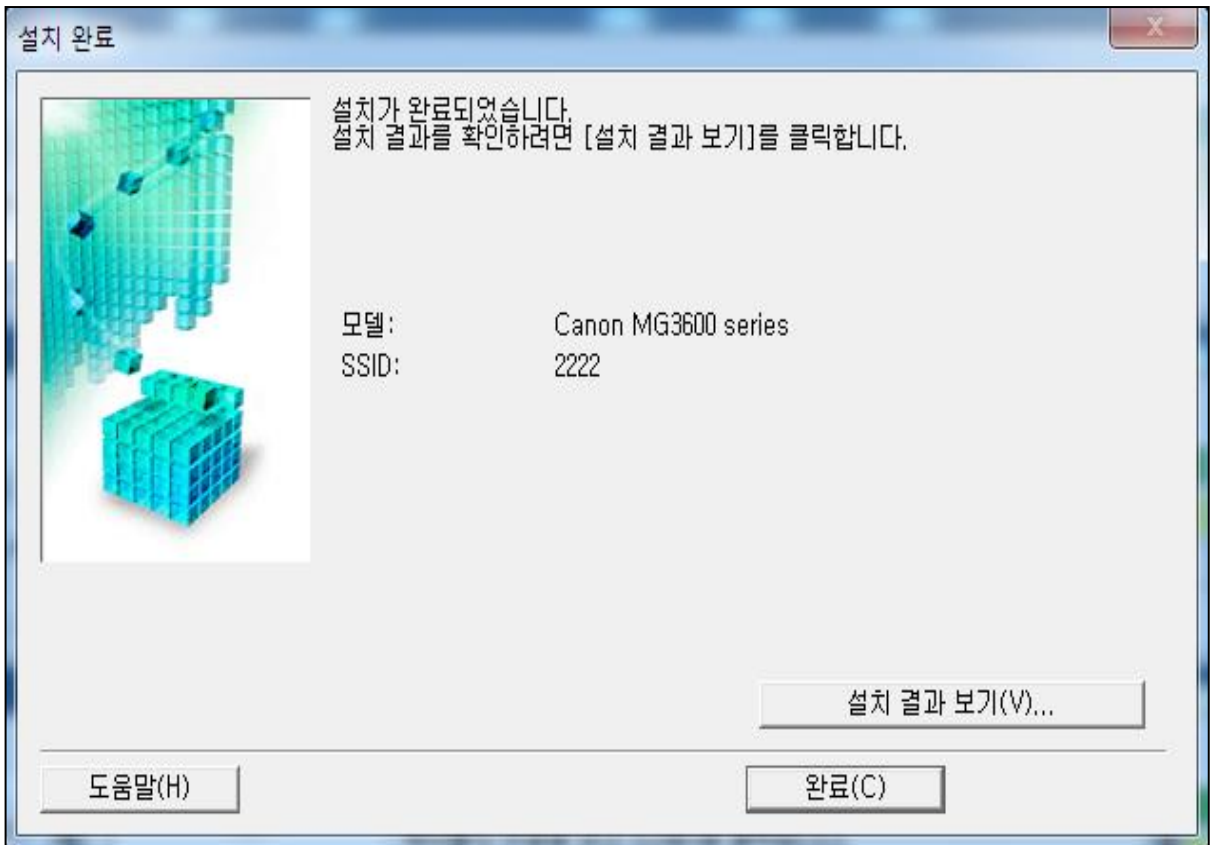 설치 완료
X
설치가 완료되었습니다.
설치 결과를 확인하려면 [설치 결과 보기]를 클릭합니다.
모델: Canon MG3600 series
SSID: 2222
설치 결과 보기(V)...
도움말(H) 완료(C)